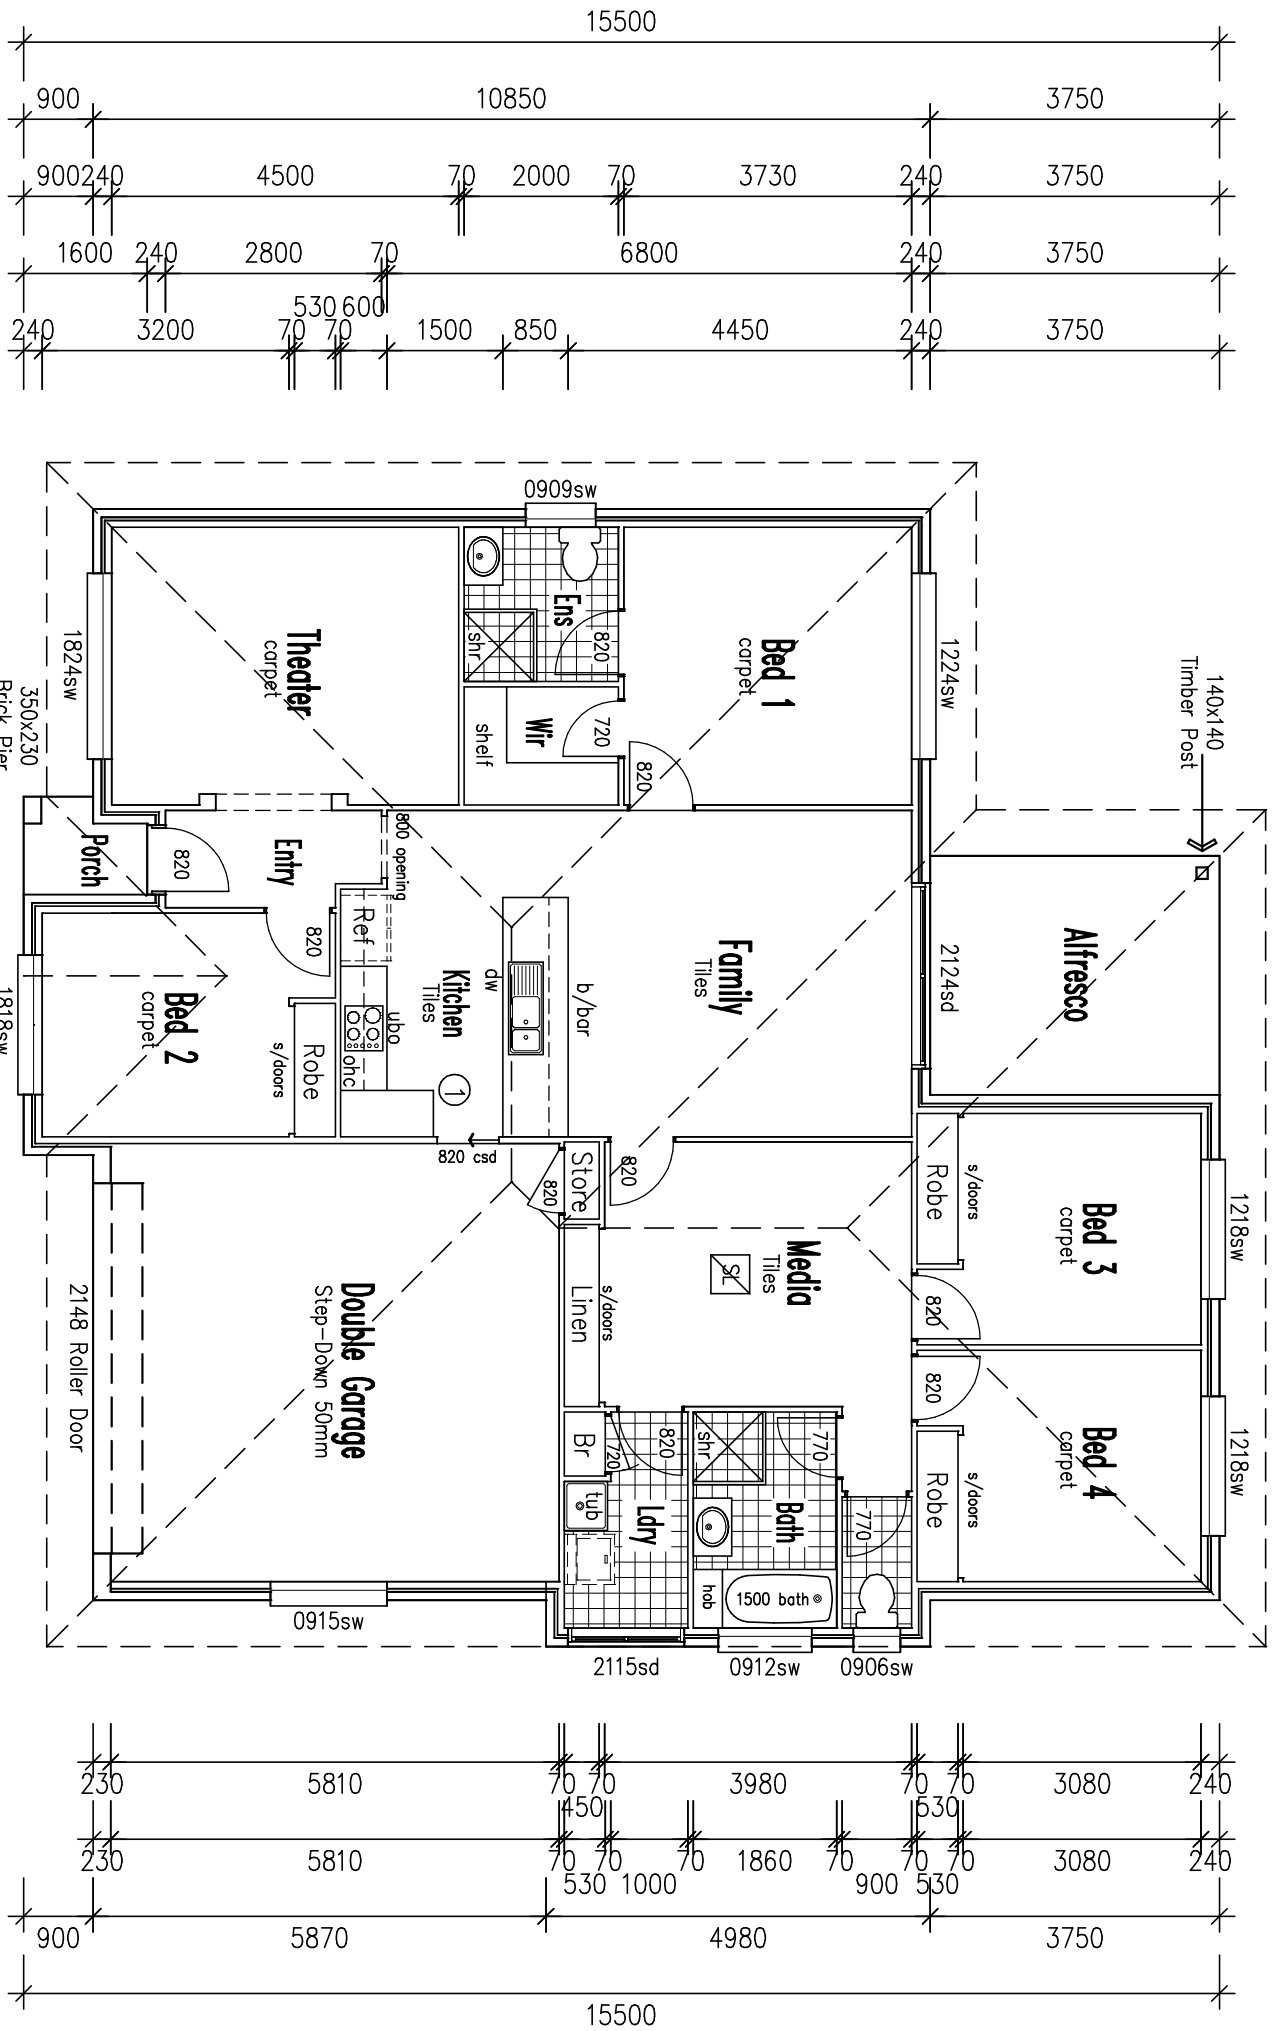 15500
900 10850 3750
900 240 4500 70 2000 70 3730 240 3750
1600 240 2800 70 6800 240 3750
530 600
240 3200 70 70 1500 850 4450 240 3750
0909sw
Theater
carpet
1824sw
Ens
820
shr
Wir
720
shelf
Bed 1
carpet
820
1224sw
140x140
Timber Post
350x230
Brick Pier
Porch
820
Entry
800 opening
820
Ref
Kitchen
Tiles
dw
ubo
ohc
1
b/bar
Family
Tiles
2124sd
Alfresco
Bed 2
carpet
1818sw
Robe
s/doors
820 csd
820
Store
820
Media
Tiles
SL
s/doors
Linen
Robe
s/doors
Bed 3
carpet
1218sw
820
820
Bed 4
carpet
1218sw
Robe
s/doors
Double Garage
Step-Down 50mm
2148 Roller Door
0915sw
Br
720
820
tub
Ldry
2115sd
shr
770
Bath
hob
1500 bath
0912sw
770
0906sw
230 5810 70 70 3980 70 70 3080 240
450 530
230 5810 70 70 70 1860 70 70 70 3080 240
530 1000 900 530
900 5870 4980 3750
15500